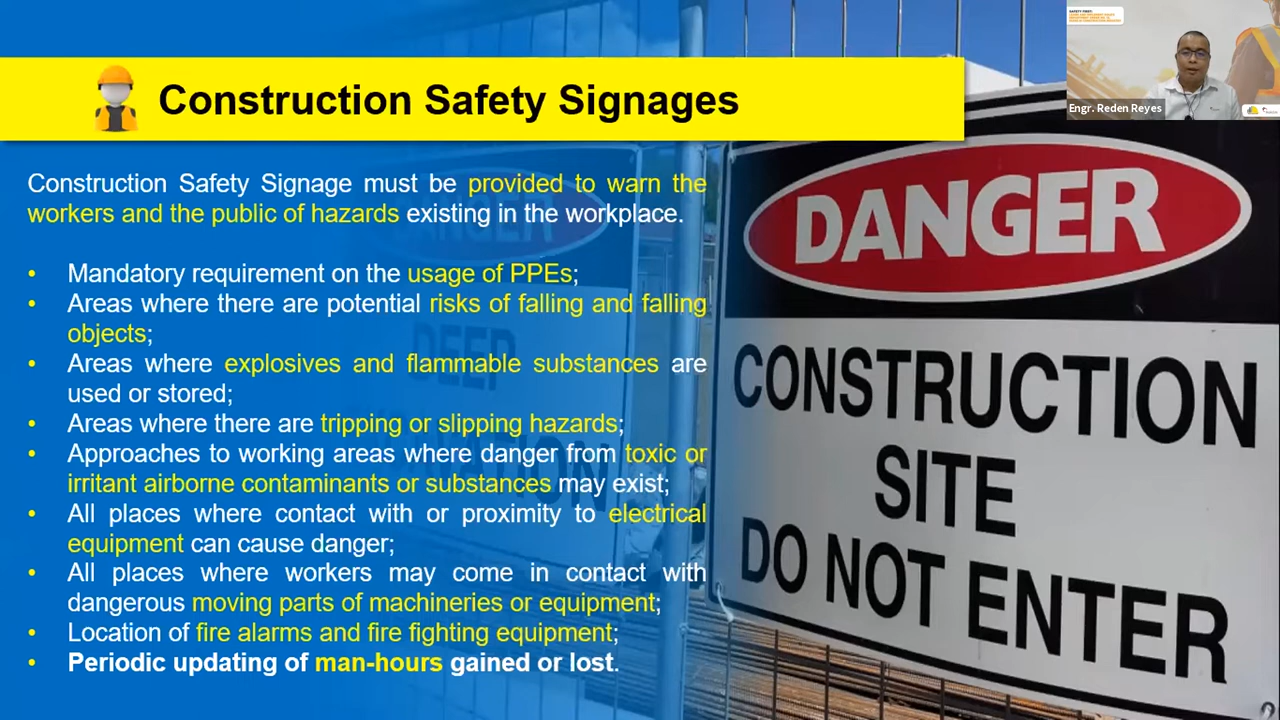 SAFETY FIRST:
Engr. Reden Reyes
Construction Safety Signages
Construction Safety Signage must be provided to warn the
workers and the public of hazards existing in the workplace.
• Mandatory requirement on the usage of PPEs;
• Areas where there are potential risks of falling and falling
objects;
• Areas where explosives and flammable substances are
used or stored;
• Areas where there are tripping or slipping hazards;
• Approaches to working areas where danger from toxic or
irritant airborne contaminants or substances may exist;
• All places where contact with or proximity to electrical
equipment can cause danger;
• All places where workers may come in contact with
dangerous moving parts of machineries or equipment;
• Location of fire alarms and fire fighting equipment;
• Periodic updating of man-hours gained or lost.
DANGER
DEEP
DANGER
CONSTRUCTION
SITE
DO NOT ENTER